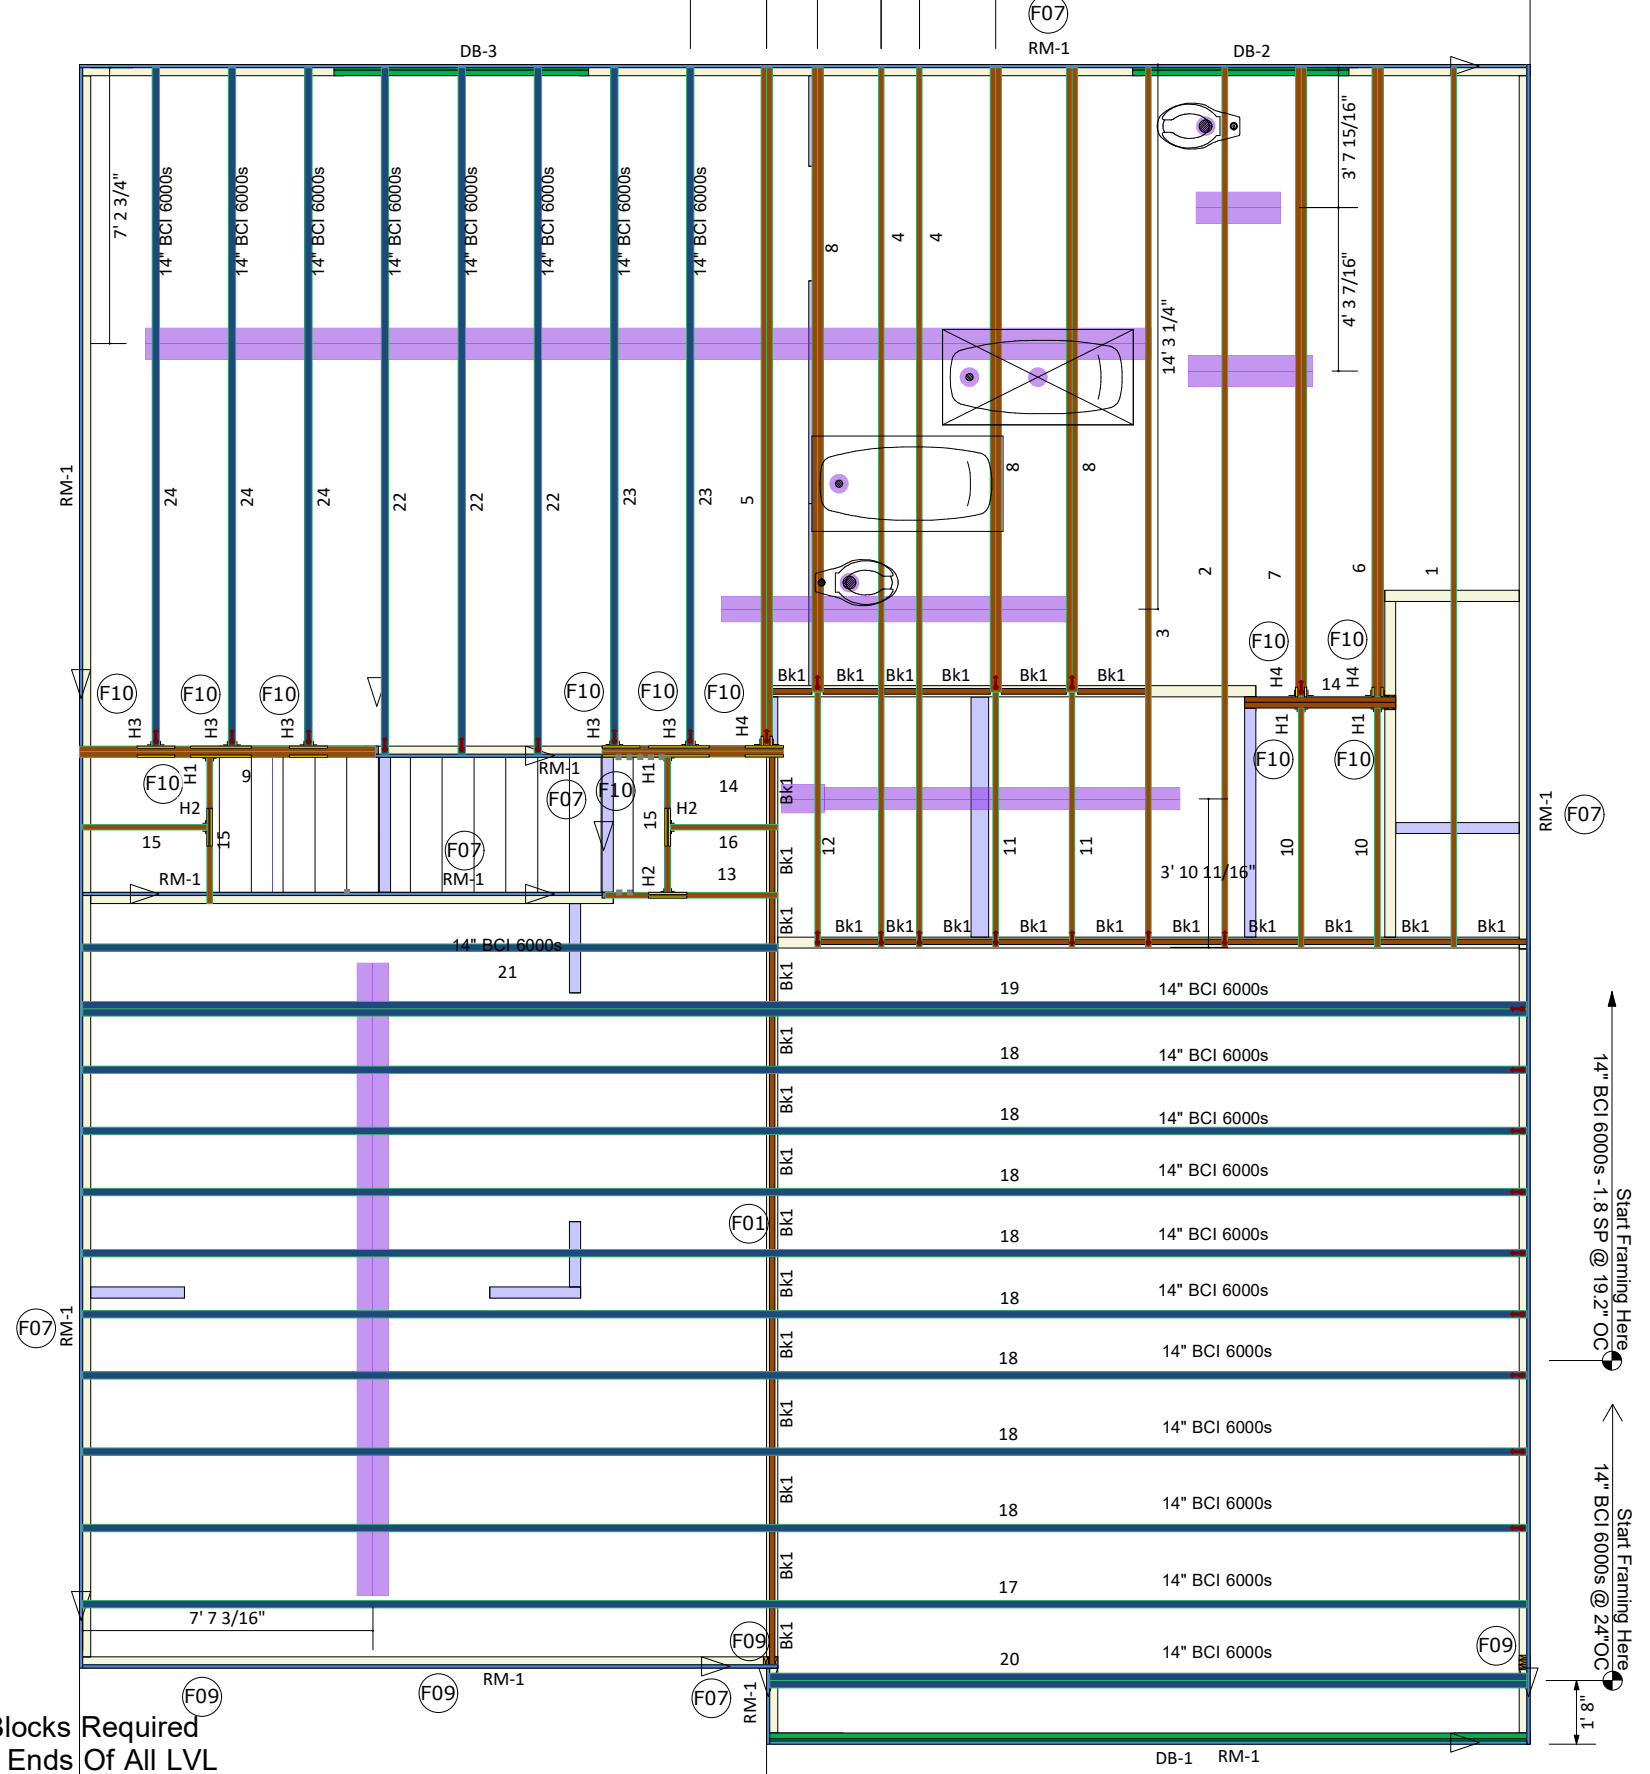 F07
DB-3
RM-1
DB-2
7' 2 3/4"
14" BCI 6000s
14" BCI 6000s
14" BCI 6000s
14" BCI 6000s
14" BCI 6000s
14" BCI 6000s
14" BCI 6000s
14" BCI 6000s
8
4
4
3' 7 15/16"
4' 3 7/16"
14' 3 1/4"
RM-1
24
24
24
22
22
22
23
23
5
8
8
2
7
6
1
3
F10
F10
F10
F10
F10
F10
F10
F10
H3
H3
H3
H3
H3
H4
Bk1
Bk1
Bk1
Bk1
Bk1
Bk1
H4
14
H4
H1
H1
F10
F10
F10
H1
9
H2
15
15
RM-1
F07
F10
H1
15
H2
14
16
13
H2
Bk1
Bk1
Bk1
12
11
11
10
10
3' 10 11/16"
RM-1
F07
RM-1
F07
RM-1
Bk1
Bk1
Bk1
Bk1
Bk1
Bk1
Bk1
Bk1
Bk1
Bk1
14" BCI 6000s
21
Bk1
19
14" BCI 6000s
Bk1
18
14" BCI 6000s
Bk1
18
14" BCI 6000s
Bk1
18
14" BCI 6000s
F01
Bk1
18
14" BCI 6000s
Bk1
18
14" BCI 6000s
F07
RM-1
Bk1
18
14" BCI 6000s
Bk1
18
14" BCI 6000s
Bk1
18
14" BCI 6000s
Bk1
17
14" BCI 6000s
Bk1
20
14" BCI 6000s
Start Framing Here
14" BCI 6000s -1.8 SP @ 19.2" OC
Start Framing Here
14" BCI 6000s @ 24"OC
1' 8"
7' 7 3/16"
F09
F09
F09
F09
RM-1
F07
RM-1
DB-1
RM-1
Blocks Required
Ends Of All LVL